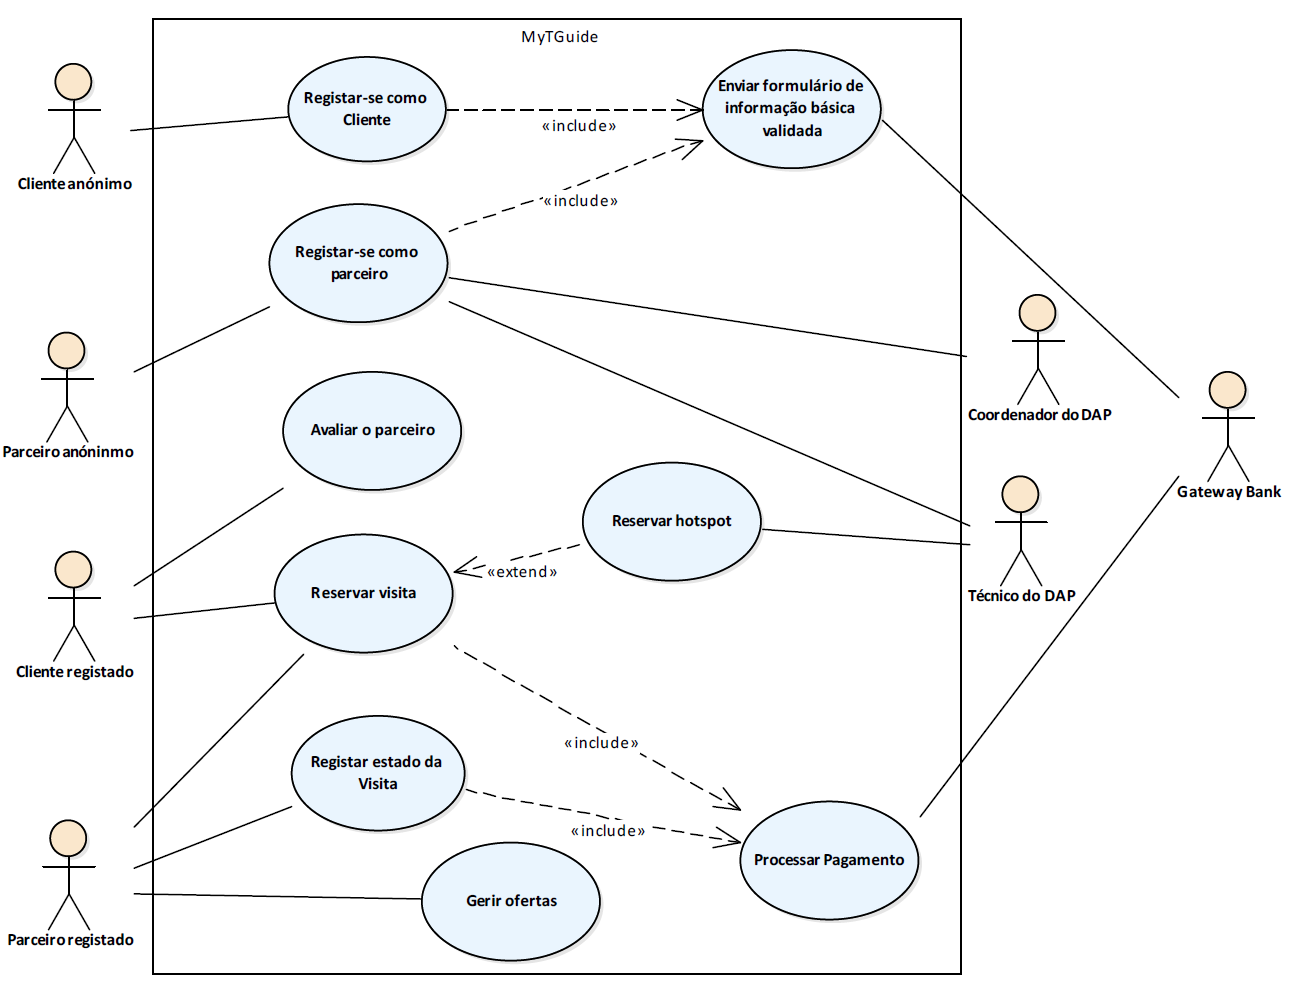 MyTGuide
Cliente anónimo
Registar-se como
Cliente
«include»
Enviar formulário de
informação básica
validada
«include»
Registar-se como
parceiro
Parceiro anóninmo
Coordenador do DAP
Gateway Bank
Avaliar o parceiro
Reservar hotspot
«extend»
Técnico do DAP
Reservar visita
Cliente registado
«include»
Registar estado da
Visita
«include»
Processar Pagamento
Gerir ofertas
Parceiro registado